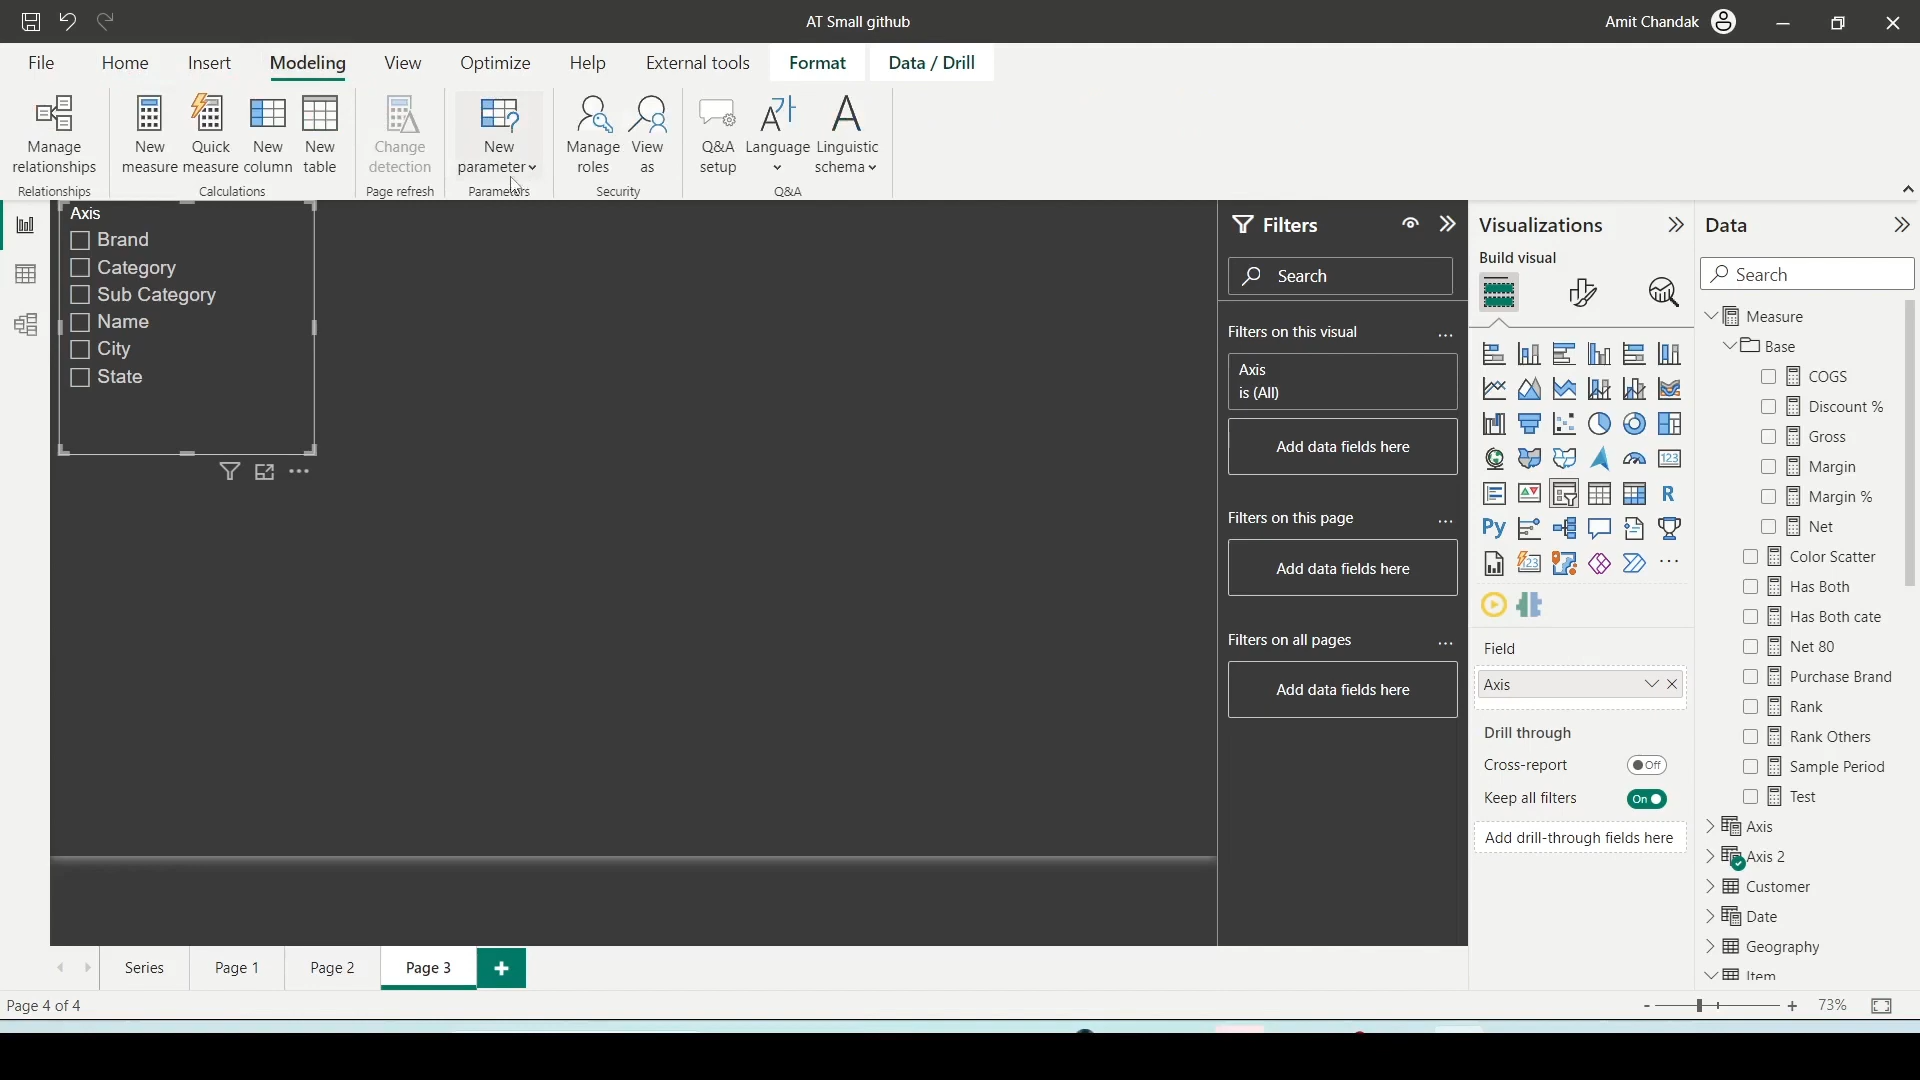 AT Small github
Amit Chandak
File Home Insert Modeling View Optimize Help External tools Format Data / Drill
Manage relationships
New measure
Quick measure
New column
New table
Change detection
New parameter
Manage roles
View as
Q&A setup
Language
Linguistic schema
Relationships Calculations Page refresh Parameters Security Q&A
Axis
Brand
Category
Sub Category
Name
City
State
Filters
Search
Filters on this visual ...
Axis
is (All)
Add data fields here
Filters on this page ...
Add data fields here
Filters on all pages ...
Add data fields here
Visualizations
Build visual
123
R
Py
123
...
Field
Axis
Drill through
Cross-report Off
Keep all filters On
Add drill-through fields here
Data
Search
Measure
Base
COGS
Discount %
Gross
Margin
Margin %
Net
Color Scatter
Has Both
Has Both cate
Net 80
Purchase Brand
Rank
Rank Others
Sample Period
Test
Axis
Axis 2
Customer
Date
Geography
Item
Series Page 1 Page 2 Page 3
Page 4 of 4
- + 73%